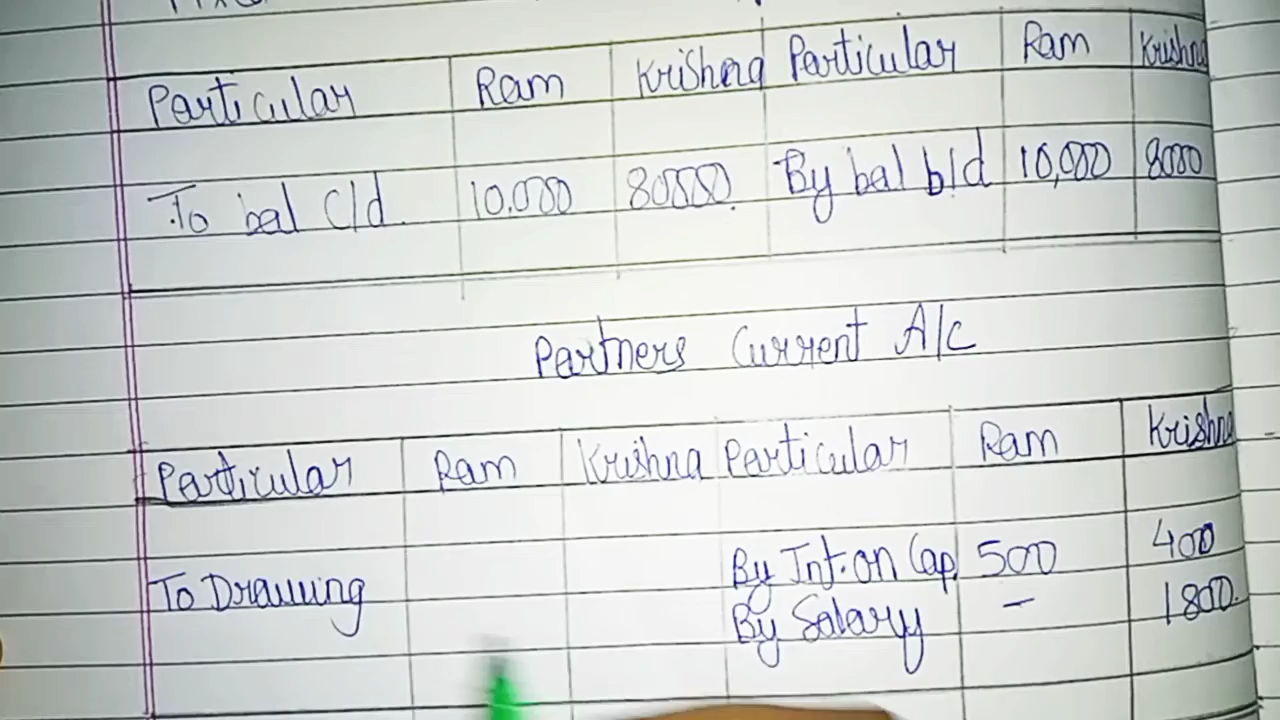 Particular Ram Krishna Particular Ram Krishna
To bal C/d 10,000 80000. By bal b/d 10,000 8000
Partners Current A/c
Particular Ram Krishna Particular Ram Krishna
By Int. on Cap. 500 400
To Drawing By Salary — 1800.